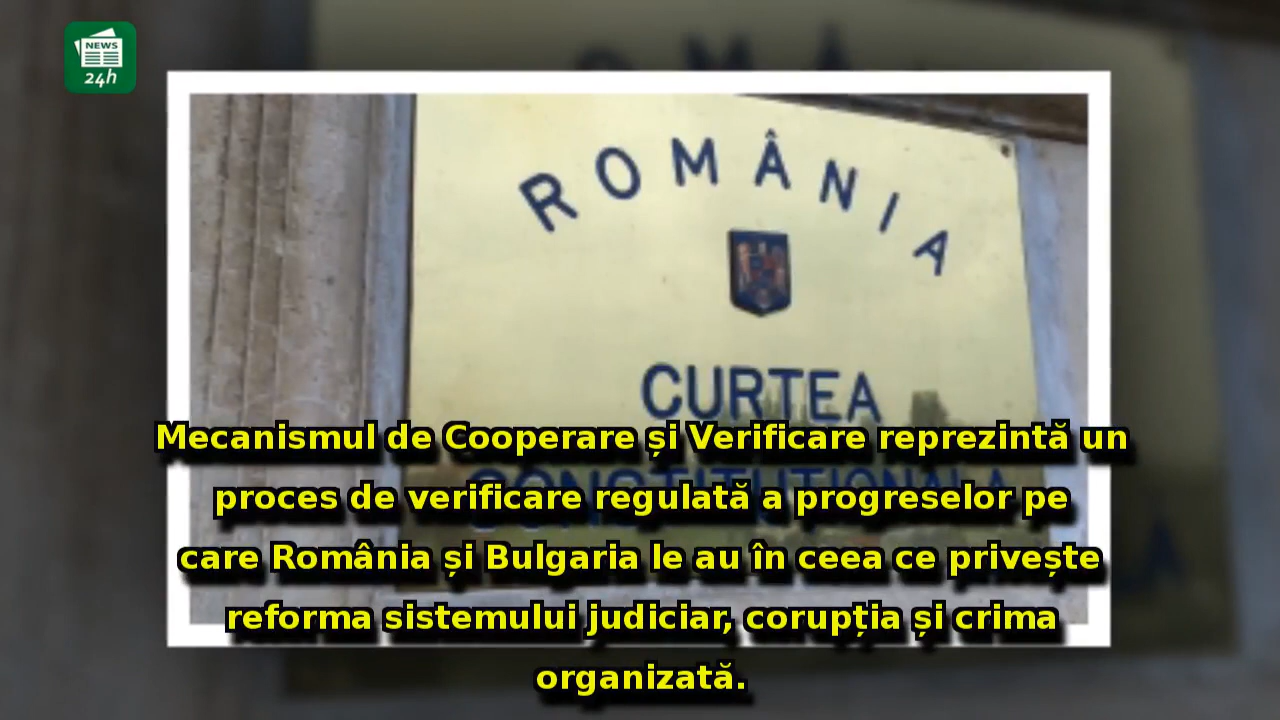 NEWS
24h
ROMÂNIA
CURTEA
CONSTITUȚIONALĂ
Mecanismul de Cooperare și Verificare reprezintă un
proces de verificare regulată a progreselor pe
care România și Bulgaria le au în ceea ce privește
reforma sistemului judiciar, corupția și crima
organizată.